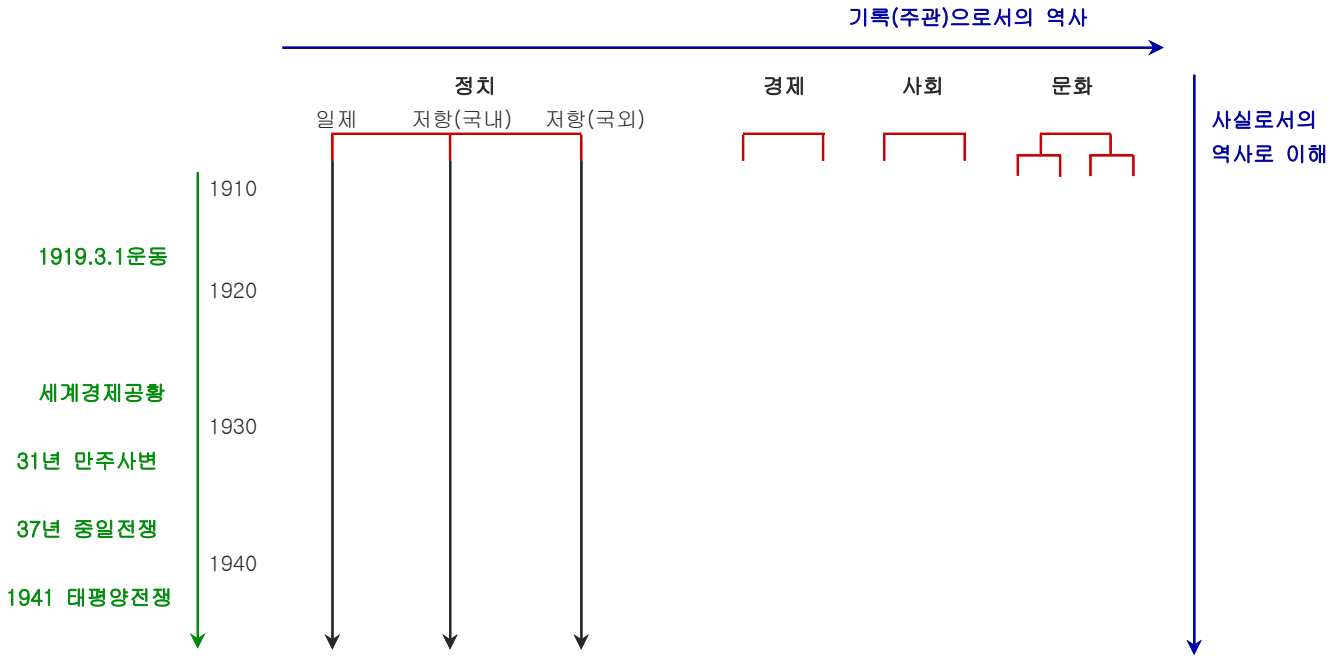 기록(주관)으로서의 역사
정치 경제 사회 문화
일제 저항(국내) 저항(국외)
사실로서의
역사로 이해
1910
1919.3.1운동
1920
세계경제공황
1930
31년 만주사변
37년 중일전쟁
1940
1941 태평양전쟁